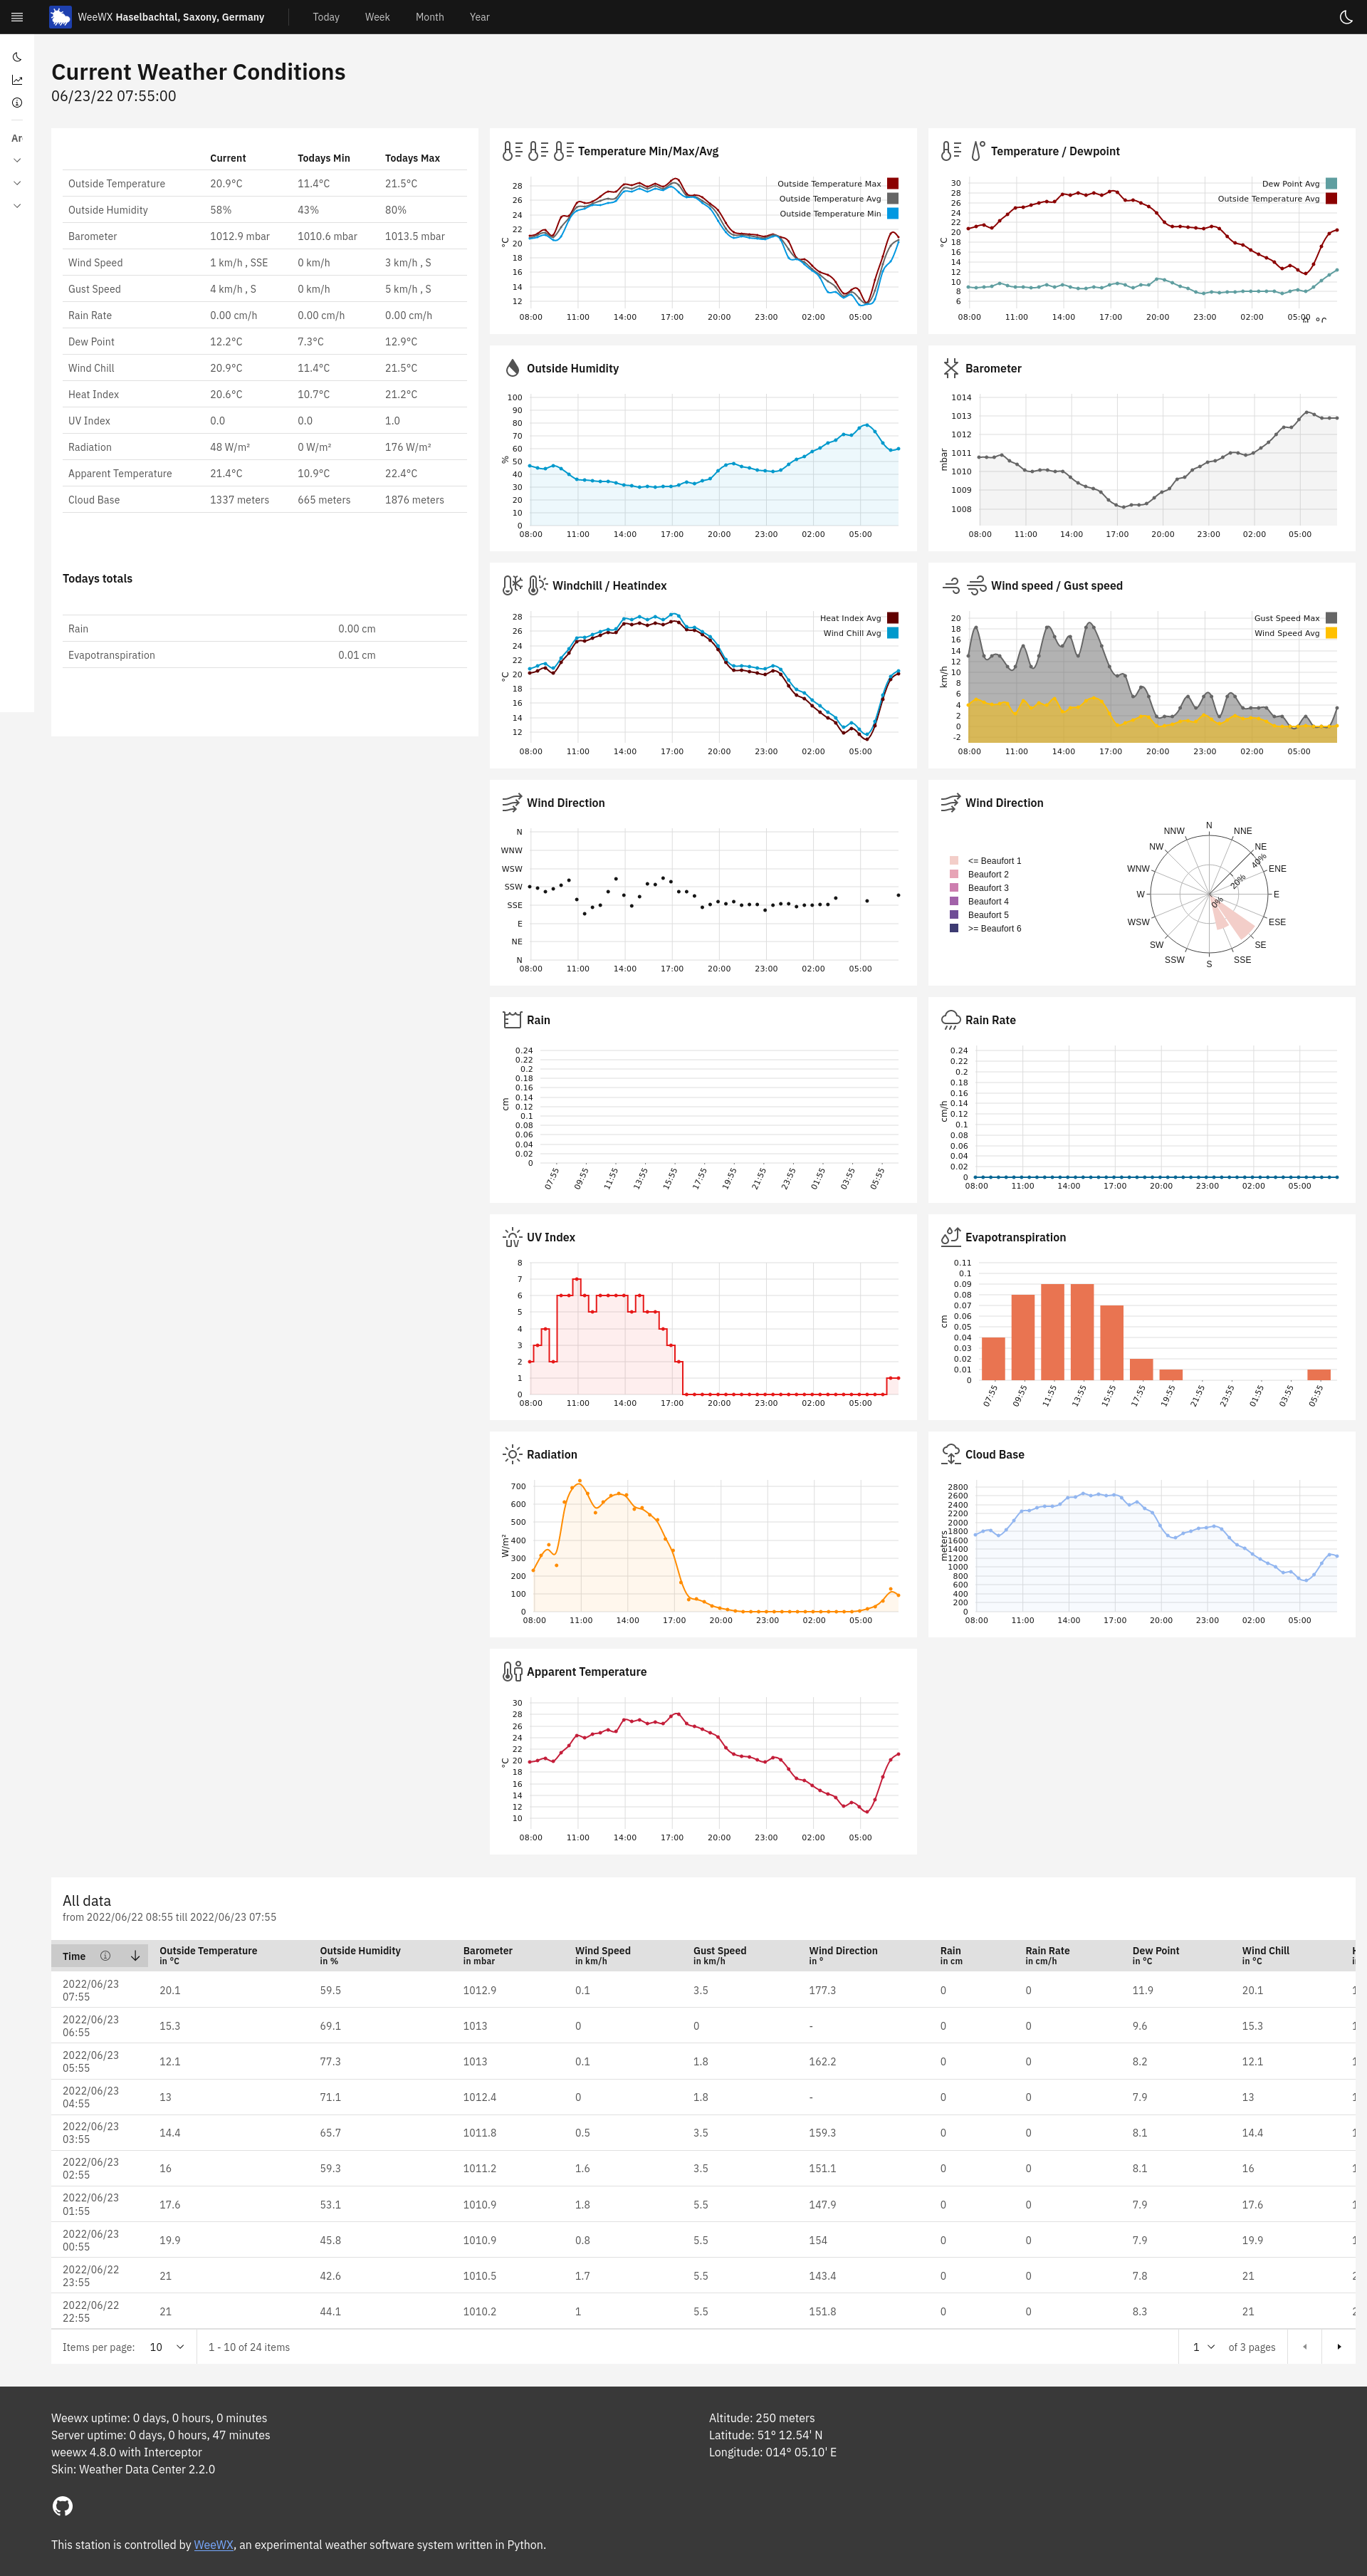 WeeWX Haselbachtal, Saxony, Germany Today Week Month Year
Current Weather Conditions
06/23/22 07:55:00
Current Todays Min Todays Max
Outside Temperature 20.9°C 11.4°C 21.5°C
Outside Humidity 58% 43% 80%
Barometer 1012.9 mbar 1010.6 mbar 1013.5 mbar
Wind Speed 1 km/h , SSE 0 km/h 3 km/h , S
Gust Speed 4 km/h , S 0 km/h 5 km/h , S
Rain Rate 0.00 cm/h 0.00 cm/h 0.00 cm/h
Dew Point 12.2°C 7.3°C 12.9°C
Wind Chill 20.9°C 11.4°C 21.5°C
Heat Index 20.6°C 10.7°C 21.2°C
UV Index 0.0 0.0 1.0
Radiation 48 W/m² 0 W/m² 176 W/m²
Apparent Temperature 21.4°C 10.9°C 22.4°C
Cloud Base 1337 meters 665 meters 1876 meters
Todays totals
Rain 0.00 cm
Evapotranspiration 0.01 cm
Temperature Min/Max/Avg
Outside Temperature Max
Outside Temperature Avg
Outside Temperature Min
°C
28
26
24
22
20
18
16
14
12
08:00 11:00 14:00 17:00 20:00 23:00 02:00 05:00
Temperature / Dewpoint
Dew Point Avg
Outside Temperature Avg
°C
30
28
26
24
22
20
18
16
14
12
10
8
6
08:00 11:00 14:00 17:00 20:00 23:00 02:00 05:00
Outside Humidity
%
100
90
80
70
60
50
40
30
20
10
0
08:00 11:00 14:00 17:00 20:00 23:00 02:00 05:00
Barometer
mbar
1014
1013
1012
1011
1010
1009
1008
08:00 11:00 14:00 17:00 20:00 23:00 02:00 05:00
Windchill / Heatindex
Heat Index Avg
Wind Chill Avg
°C
28
26
24
22
20
18
16
14
12
08:00 11:00 14:00 17:00 20:00 23:00 02:00 05:00
Wind speed / Gust speed
Gust Speed Max
Wind Speed Avg
km/h
20
18
16
14
12
10
8
6
4
2
0
-2
08:00 11:00 14:00 17:00 20:00 23:00 02:00 05:00
Wind Direction
N
WNW
WSW
SSW
SSE
E
NE
N
08:00 11:00 14:00 17:00 20:00 23:00 02:00 05:00
Wind Direction
<= Beaufort 1
Beaufort 2
Beaufort 3
Beaufort 4
Beaufort 5
>= Beaufort 6
N
NNE
NE
ENE
E
ESE
SE
SSE
S
SSW
SW
WSW
W
WNW
NW
NNW
0%
20%
40%
Rain
cm
0.24
0.22
0.2
0.18
0.16
0.14
0.12
0.1
0.08
0.06
0.04
0.02
0
07:55 09:55 11:55 13:55 15:55 17:55 19:55 21:55 23:55 01:55 03:55 05:55
Rain Rate
cm/h
0.24
0.22
0.2
0.18
0.16
0.14
0.12
0.1
0.08
0.06
0.04
0.02
0
08:00 11:00 14:00 17:00 20:00 23:00 02:00 05:00
UV Index
8
7
6
5
4
3
2
1
0
08:00 11:00 14:00 17:00 20:00 23:00 02:00 05:00
Evapotranspiration
cm
0.11
0.1
0.09
0.08
0.07
0.06
0.05
0.04
0.03
0.02
0.01
0
07:55 09:55 11:55 13:55 15:55 17:55 19:55 21:55 23:55 01:55 03:55 05:55
Radiation
W/m²
700
600
500
400
300
200
100
0
08:00 11:00 14:00 17:00 20:00 23:00 02:00 05:00
Cloud Base
meters
2800
2600
2400
2200
2000
1800
1600
1400
1200
1000
800
600
400
200
0
08:00 11:00 14:00 17:00 20:00 23:00 02:00 05:00
Apparent Temperature
°C
30
28
26
24
22
20
18
16
14
12
10
08:00 11:00 14:00 17:00 20:00 23:00 02:00 05:00
All data
from 2022/06/22 08:55 till 2022/06/23 07:55
Time Outside Temperature Outside Humidity Barometer Wind Speed Gust Speed Wind Direction Rain Rain Rate Dew Point Wind Chill
in °C in % in mbar in km/h in km/h in ° in cm in cm/h in °C in °C
2022/06/23 07:55 20.1 59.5 1012.9 0.1 3.5 177.3 0 0 11.9 20.1
2022/06/23 06:55 15.3 69.1 1013 0 0 - 0 0 9.6 15.3
2022/06/23 05:55 12.1 77.3 1013 0.1 1.8 162.2 0 0 8.2 12.1
2022/06/23 04:55 13 71.1 1012.4 0 1.8 - 0 0 7.9 13
2022/06/23 03:55 14.4 65.7 1011.8 0.5 3.5 159.3 0 0 8.1 14.4
2022/06/23 02:55 16 59.3 1011.2 1.6 3.5 151.1 0 0 8.1 16
2022/06/23 01:55 17.6 53.1 1010.9 1.8 5.5 147.9 0 0 7.9 17.6
2022/06/23 00:55 19.9 45.8 1010.9 0.8 5.5 154 0 0 7.9 19.9
2022/06/22 23:55 21 42.6 1010.5 1.7 5.5 143.4 0 0 7.8 21
2022/06/22 22:55 21 44.1 1010.2 1 5.5 151.8 0 0 8.3 21
Items per page: 10 1 - 10 of 24 items 1 of 3 pages
Weewx uptime: 0 days, 0 hours, 0 minutes
Server uptime: 0 days, 0 hours, 47 minutes
weewx 4.8.0 with Interceptor
Skin: Weather Data Center 2.2.0
Altitude: 250 meters
Latitude: 51° 12.54' N
Longitude: 014° 05.10' E
This station is controlled by WeeWX, an experimental weather software system written in Python.